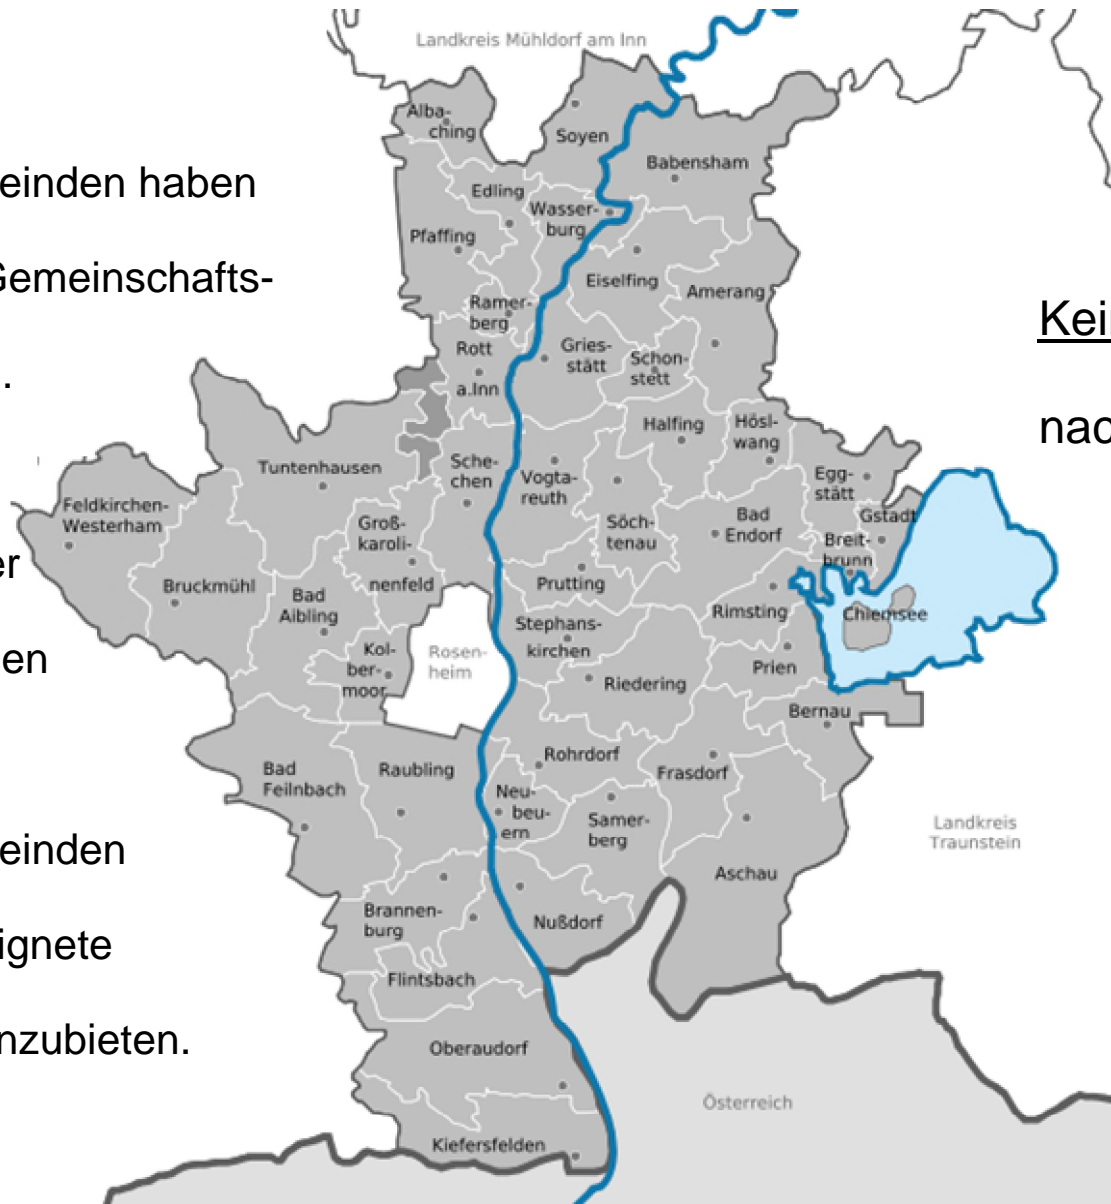 Landkreis Mühldorf am Inn
Alba-
ching
Soyen
Babensham
einden haben
Edling
Wasser-
burg
Pfaffing
Gemeinschafts-
Eiselfing
Amerang
Ramer-
berg
Kei
Rott
a.Inn
Gries-
stätt
Schon-
stett
.
nac
Halfing
Hösl-
wang
Tuntenhausen
Sche-
chen
Vogta-
reuth
Egg-
stätt
Feldkirchen-
Westerham
Gstadt
Groß-
karoli-
nenfeld
Söch-
tenau
Bad
Endorf
Breit-
brunn
er
Bruckmühl
Bad
Aibling
Prutting
Rimsting
Chiemsee
Stephans-
kirchen
en
Kol-
ber-
moor
Rosen-
heim
Riedering
Prien
Bernau
Bad
Feilnbach
Raubling
Rohrdorf
Frasdorf
Neu-
beu-
ern
Samer-
berg
Landkreis
Traunstein
einden
Aschau
Brannen-
burg
Nußdorf
ignete
Flintsbach
nzubieten.
Oberaudorf
Österreich
Kiefersfelden